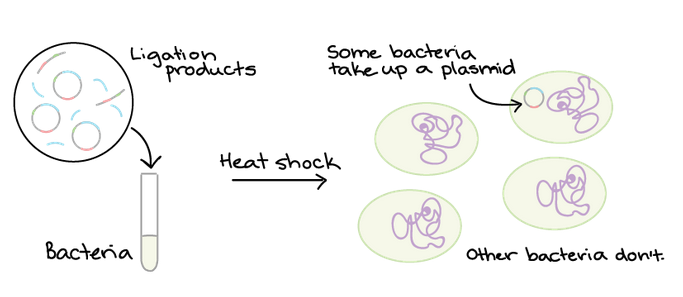 Ligation
products
Some bacteria
take up a plasmid
Heat shock
Bacteria
Other bacteria don't.